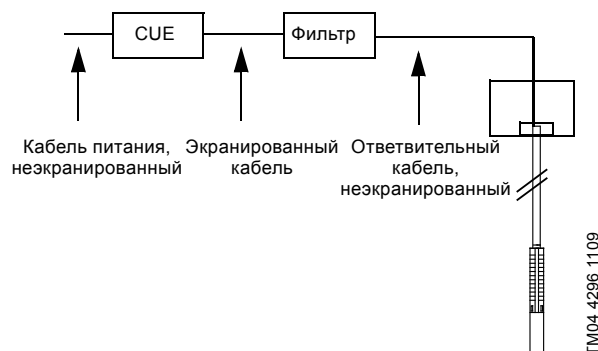 CUE
Фильтр
Кабель питания,
неэкранированный
Экранированный
кабель
Ответвительный
кабель,
неэкранированный
TM04 4296 1109